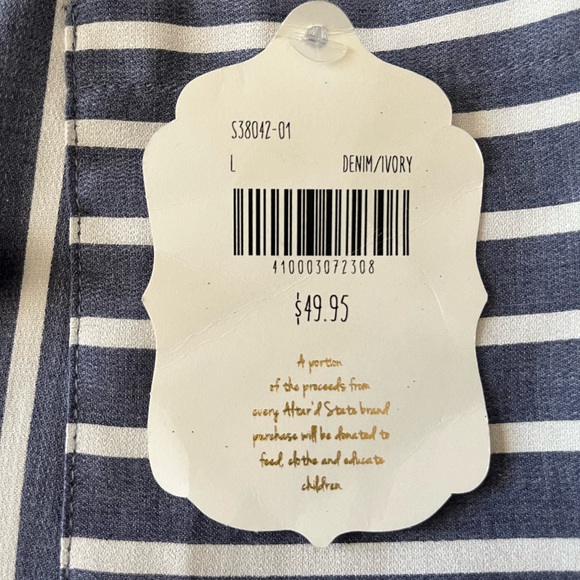 S38042-01
L DENIM/IVORY
410003072308
$49.95
A portion
of the proceeds from
every Altar'd State brand
purchase will be donated to
feed, clothe and educate
children